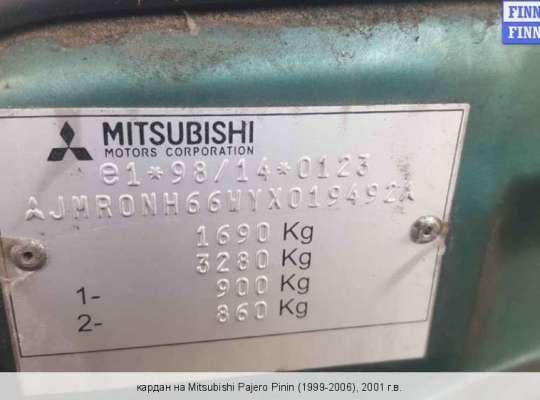 FINN
FINN
MITSUBISHI
MOTORS CORPORATION
e1*98/14*0123
JMR0NH66WYX019492
1690 Kg
3280 Kg
1- 900 Kg
2- 860 Kg
кардан на Mitsubishi Pajero Pinin (1999-2006), 2001 г.в.